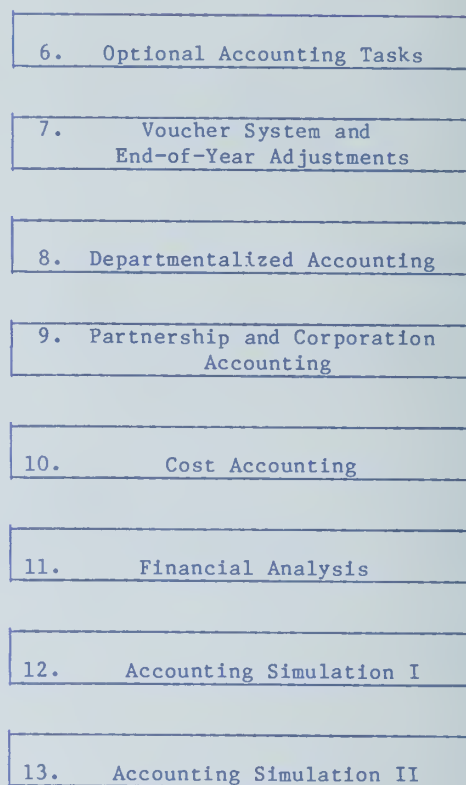 6. Optional Accounting Tasks
7. Voucher System and
End-of-Year Adjustments
8. Departmentalized Accounting
9. Partnership and Corporation
Accounting
10. Cost Accounting
11. Financial Analysis
12. Accounting Simulation I
13. Accounting Simulation II